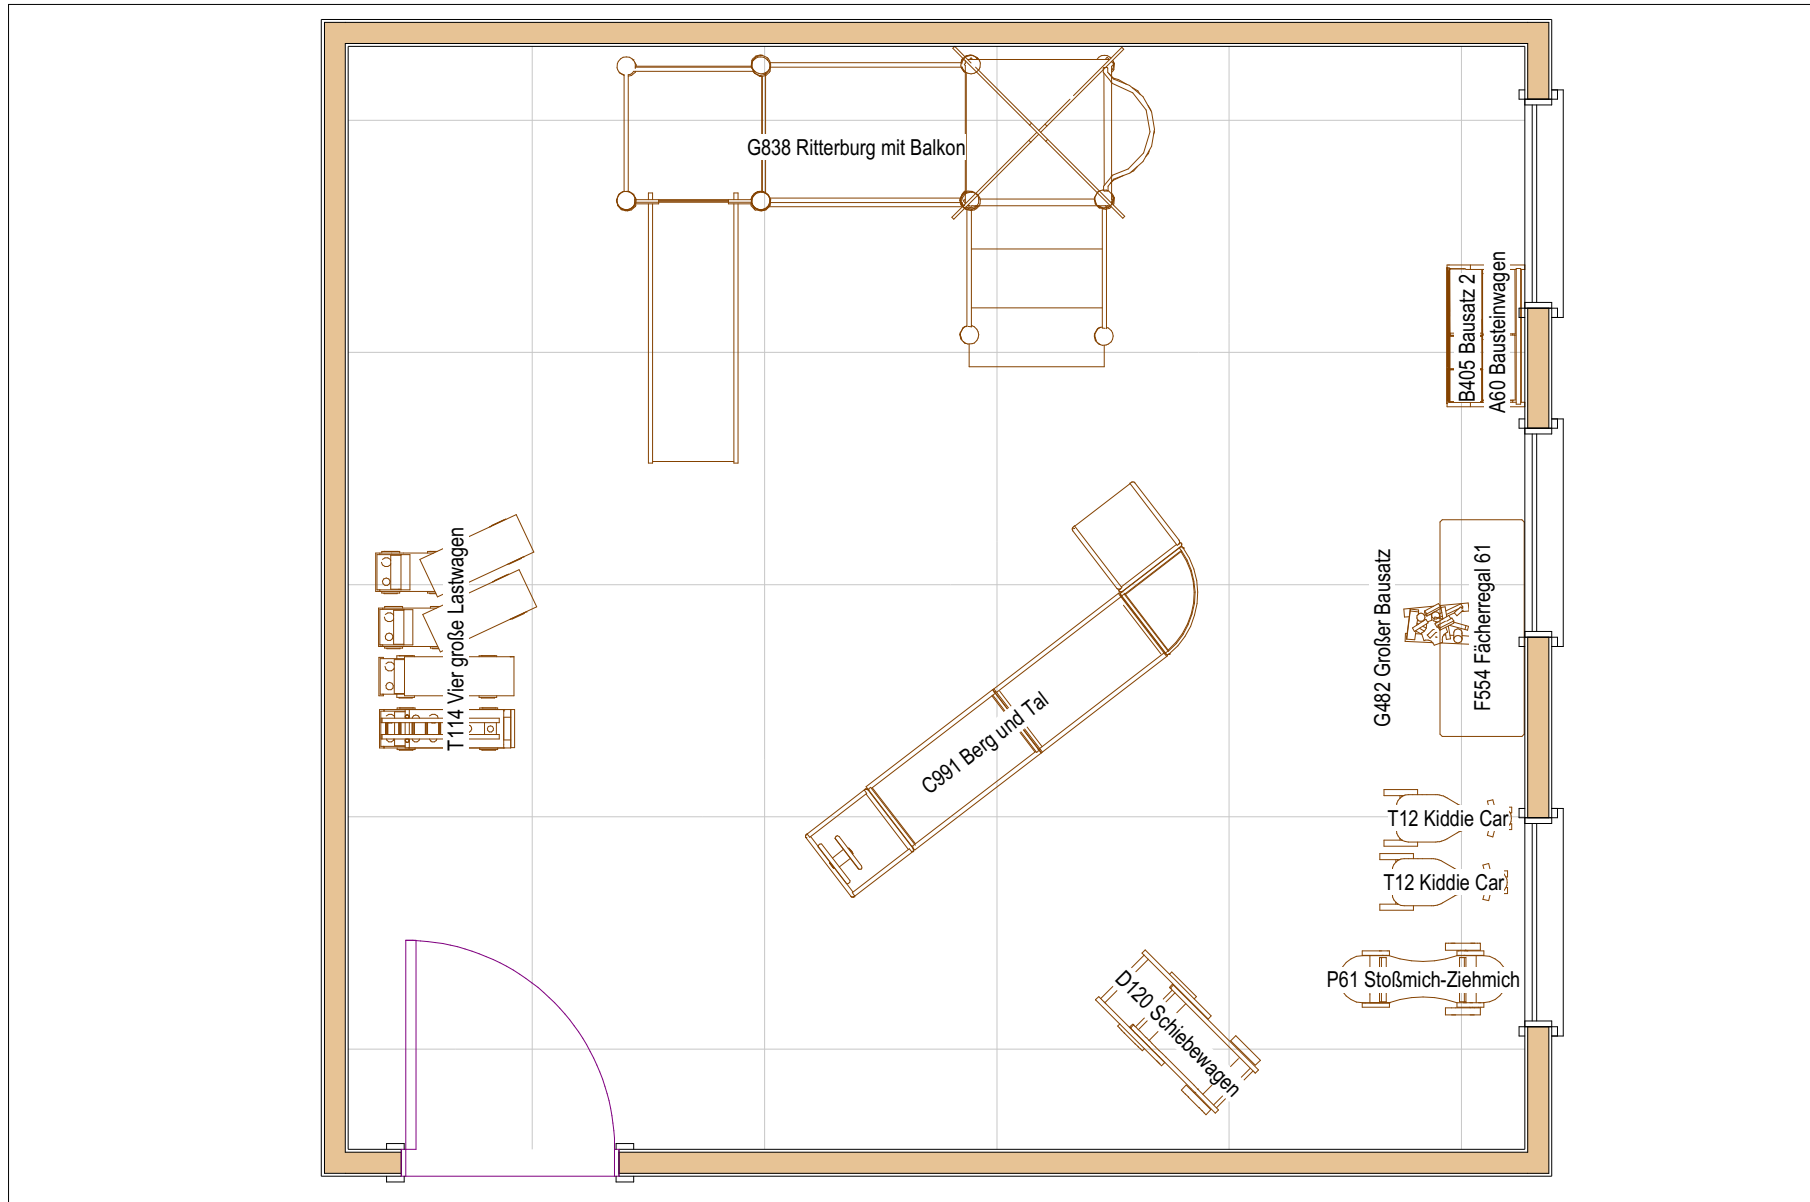 G838 Ritterburg mit Balkon
B405 Bausatz 2
A60 Bausteinwagen
T114 Vier große Lastwagen
G482 Großer Bausatz
F554 Fächerregal 61
C991 Berg und Tal
T12 Kiddie Car
T12 Kiddie Car
P61 Stoßmich-Ziehmich
D120 Schiebewagen